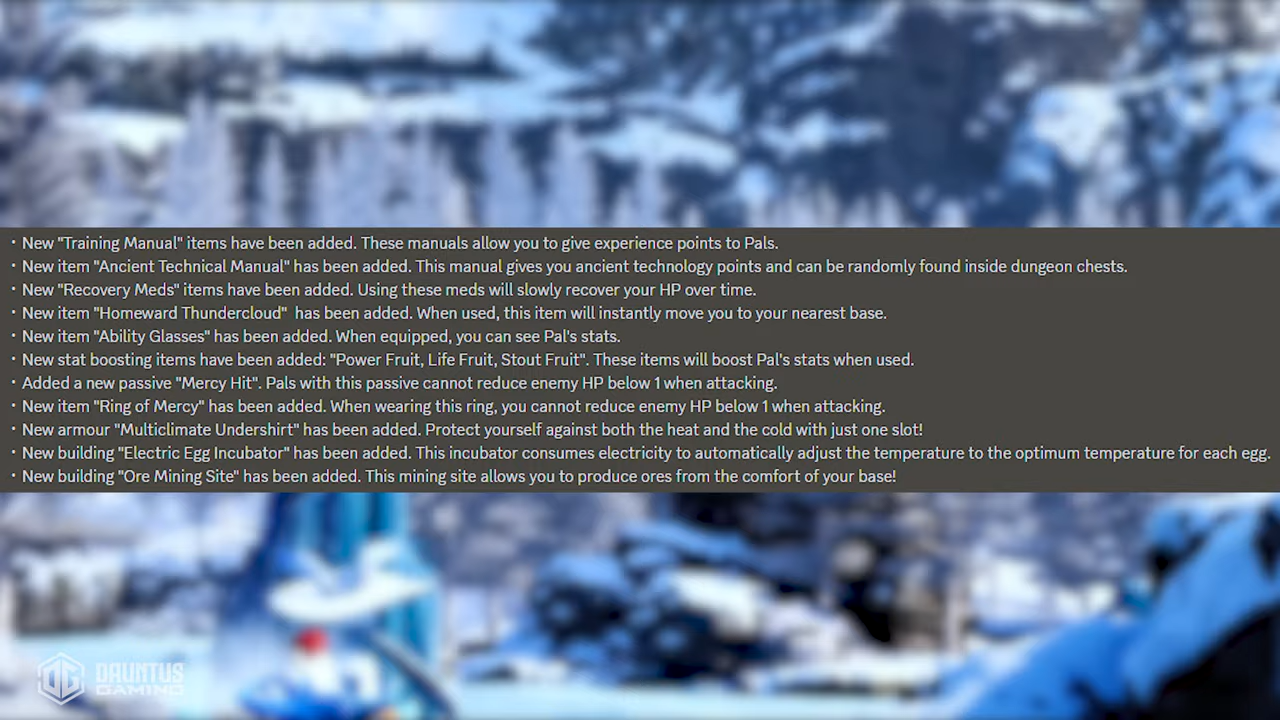 · New "Training Manual" items have been added. These manuals allow you to give experience points to Pals.
· New item "Ancient Technical Manual" has been added. This manual gives you ancient technology points and can be randomly found inside dungeon chests.
· New "Recovery Meds" items have been added. Using these meds will slowly recover your HP over time.
· New item "Homeward Thundercloud"  has been added. When used, this item will instantly move you to your nearest base.
· New item "Ability Glasses" has been added. When equipped, you can see Pal's stats.
· New stat boosting items have been added: "Power Fruit, Life Fruit, Stout Fruit". These items will boost Pal's stats when used.
· Added a new passive "Mercy Hit". Pals with this passive cannot reduce enemy HP below 1 when attacking.
· New item "Ring of Mercy" has been added. When wearing this ring, you cannot reduce enemy HP below 1 when attacking.
· New armour "Multiclimate Undershirt" has been added. Protect yourself against both the heat and the cold with just one slot!
· New building "Electric Egg Incubator" has been added. This incubator consumes electricity to automatically adjust the temperature to the optimum temperature for each egg.
· New building "Ore Mining Site" has been added. This mining site allows you to produce ores from the comfort of your base!
DG DAUNTUS
GAMING